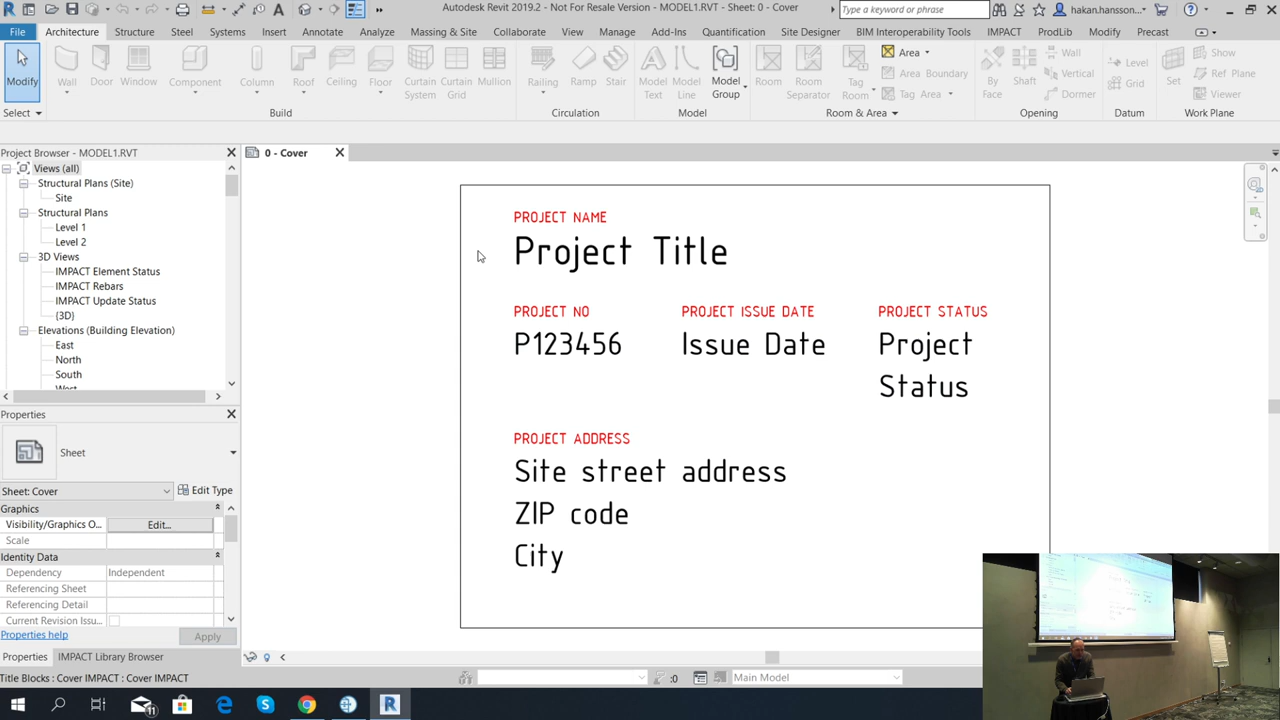 Autodesk Revit 2019.2 - Not For Resale Version - MODEL1.RVT - Sheet: 0 - Cover
Type a keyword or phrase
hakan.hansson...
File Architecture Structure Steel Systems Insert Annotate Analyze Massing & Site Collaborate View Manage Add-Ins Quantification Site Designer BIM Interoperability Tools IMPACT ProdLib Modify Precast
Modify
Wall
Door
Window
Component
Column
Roof
Ceiling
Curtain System
Curtain Grid
Mullion
Floor
Railing
Ramp
Stair
Model Text
Model Line
Model Group
Room
Room Separator
Tag Room
Area
Area Boundary
Tag Area
By Face
Shaft
Wall
Vertical
Dormer
Level
Grid
Set
Show
Ref Plane
Viewer
Select
Build
Circulation
Model
Room & Area
Opening
Datum
Work Plane
Project Browser - MODEL1.RVT
Views (all)
Structural Plans (Site)
Site
Structural Plans
Level 1
Level 2
3D Views
IMPACT Element Status
IMPACT Rebars
IMPACT Update Status
{3D}
Elevations (Building Elevation)
East
North
South
West
Properties
Sheet
Sheet: Cover
Edit Type
Graphics
Visibility/Graphics O... Edit...
Scale
Identity Data
Dependency Independent
Referencing Sheet
Referencing Detail
Current Revision Issu...
Properties help
Apply
Properties
IMPACT Library Browser
Title Blocks : Cover IMPACT : Cover IMPACT
0 - Cover
PROJECT NAME
Project Title
PROJECT NO
P123456
PROJECT ISSUE DATE
Issue Date
PROJECT STATUS
Project
Status
PROJECT ADDRESS
Site street address
ZIP code
City
:0
Main Model
11